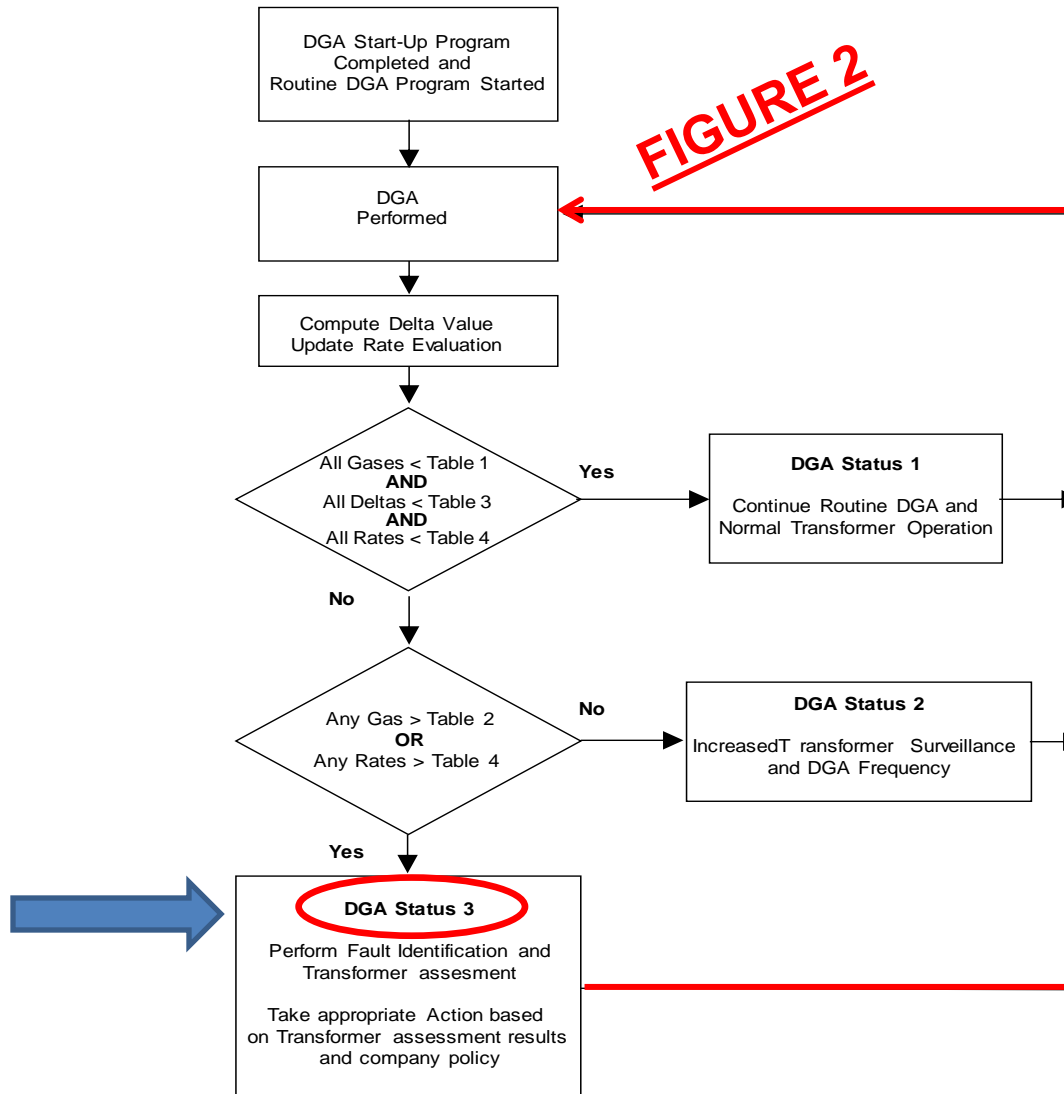 DGA Start-Up Program
Completed and
Routine DGA Program Started
FIGURE 2
DGA
Performed
Compute Delta Value
Update Rate Evaluation
All Gases < Table 1
AND
All Deltas < Table 3
AND
All Rates < Table 4
Yes
DGA Status 1
Continue Routine DGA and
Normal Transformer Operation
No
Any Gas > Table 2
OR
Any Rates > Table 4
No
DGA Status 2
IncreasedT ransformer Surveillance
and DGA Frequency
Yes
DGA Status 3
Perform Fault Identification and
Transformer assesment
Take appropriate Action based
on Transformer assessment results
and company policy